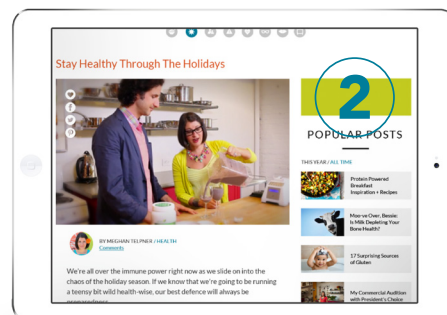 Stay Healthy Through The Holidays
BY MEGHAN TELPNER / HEALTH
Comments
We're all over the immune power right now as we slide on into the
chaos of the holiday season. If we know that we're going to be running
a teensy bit wild health-wise, our best defence will always be
preparedness.
2
POPULAR POSTS
THIS YEAR / ALL TIME
Protein Powered
Breakfast
Inspiration + Recipes
Moo-ve Over, Bessie:
Is Milk Depleting Your
Bone Health?
17 Surprising Sources
of Gluten
My Commercial Audition
with President's Choice